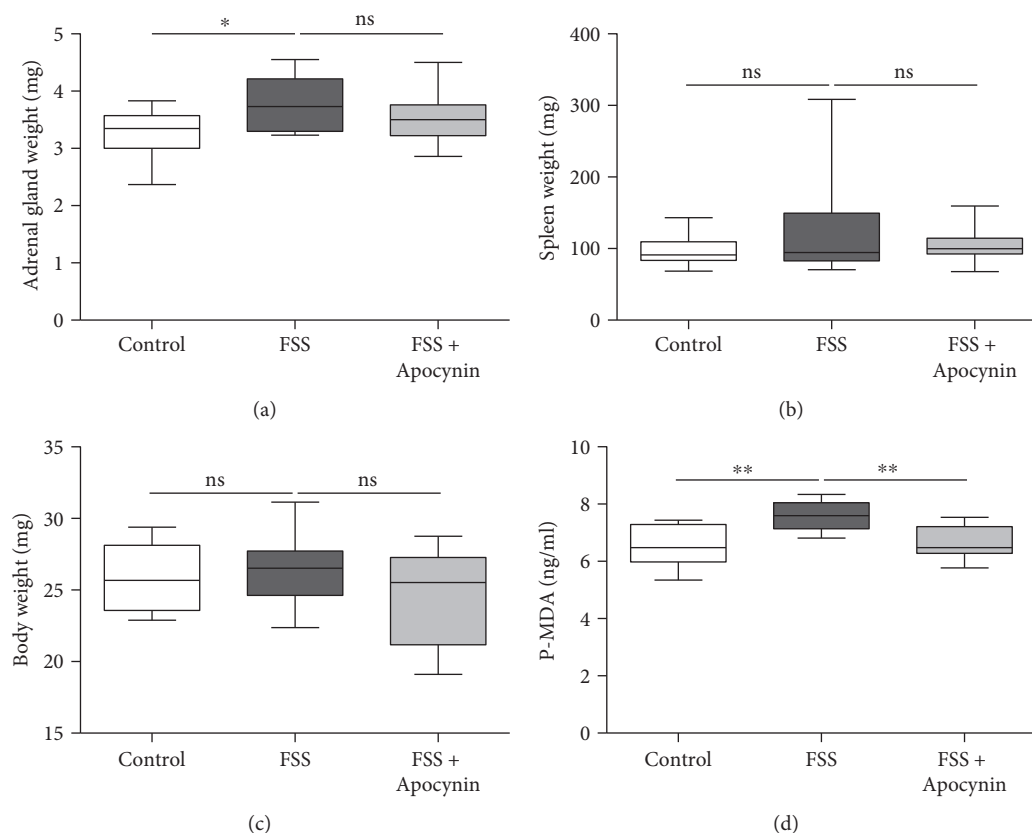 Adrenal gland weight (mg)
5
4
3
2
1
0
*
ns
Control
FSS
FSS +
Apocynin
(a)
Spleen weight (mg)
400
300
200
100
0
ns
ns
Control
FSS
FSS +
Apocynin
(b)
Body weight (mg)
35
30
25
20
15
ns
ns
Control
FSS
FSS +
Apocynin
(c)
P-MDA (ng/ml)
10
8
6
4
2
0
**
**
Control
FSS
FSS +
Apocynin
(d)